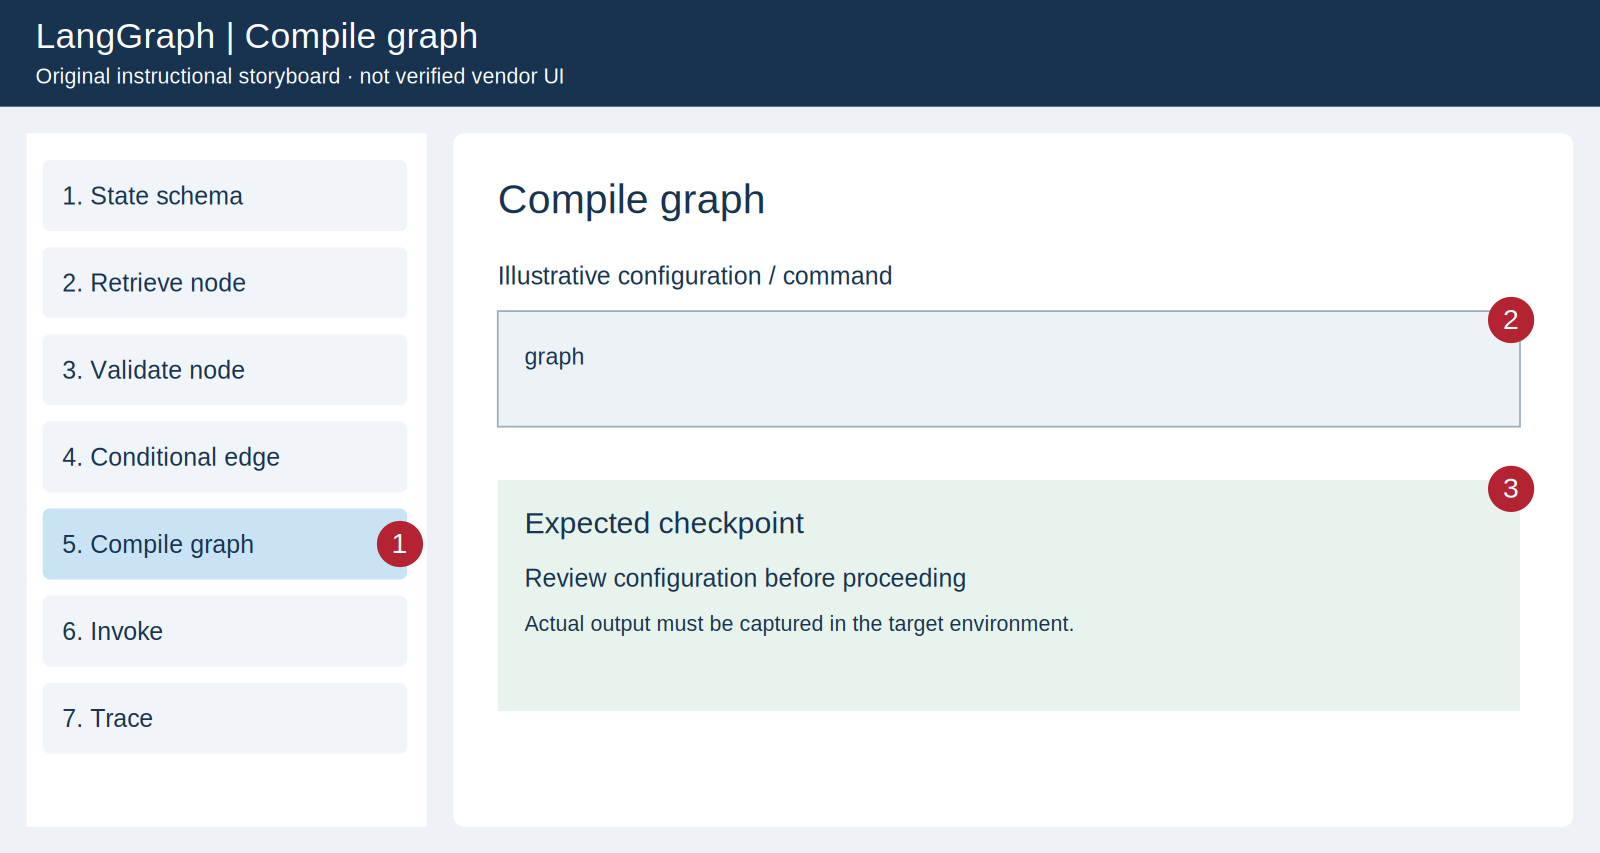 LangGraph | Compile graph
Original instructional storyboard · not verified vendor UI
1. State schema
2. Retrieve node
3. Validate node
4. Conditional edge
5. Compile graph
1
6. Invoke
7. Trace
Compile graph
Illustrative configuration / command
2
graph
3
Expected checkpoint
Review configuration before proceeding
Actual output must be captured in the target environment.